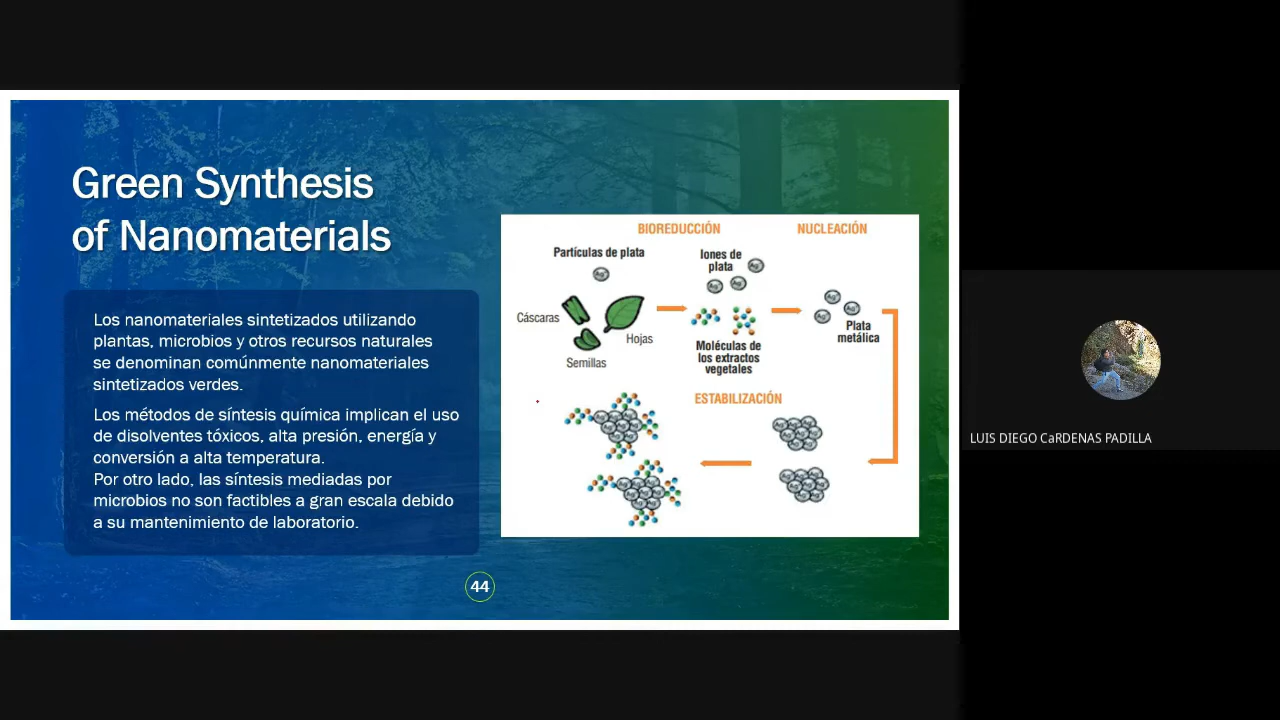 Green Synthesis
of Nanomaterials
Los nanomateriales sintetizados utilizando
plantas, microbios y otros recursos naturales
se denominan comúnmente nanomateriales
sintetizados verdes.
Los métodos de síntesis química implican el uso
de disolventes tóxicos, alta presión, energía y
conversión a alta temperatura.
Por otro lado, las síntesis mediadas por
microbios no son factibles a gran escala debido
a su mantenimiento de laboratorio.
BIOREDUCCIÓN
NUCLEACIÓN
Partículas de plata
Iones de
plata
Cáscaras
Hojas
Semillas
Moléculas de
los extractos
vegetales
Plata
metálica
ESTABILIZACIÓN
44
LUIS DIEGO CaRDENAS PADILLA